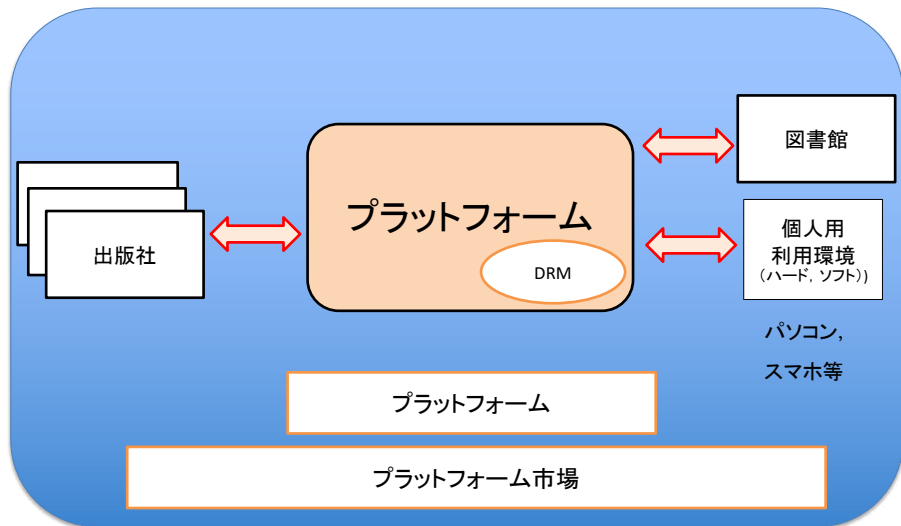 出版社
プラットフォーム
DRM
図書館
個人用
利用環境
（ハード，ソフト）)
パソコン，
スマホ等
プラットフォーム
プラットフォーム市場